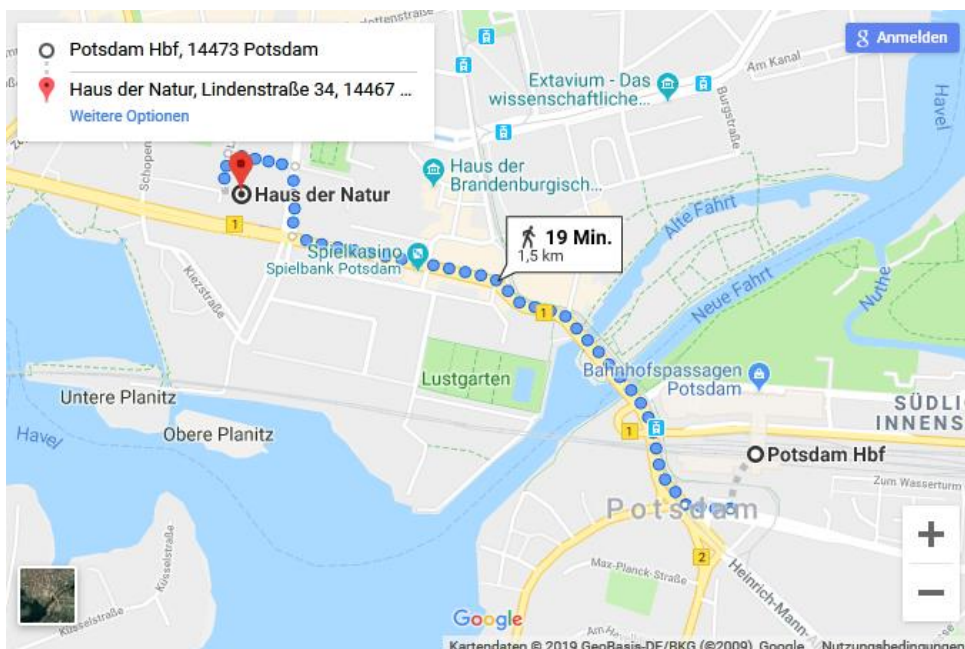 Potsdam Hbf, 14473 Potsdam
Haus der Natur, Lindenstraße 34, 14467 ...
Weitere Optionen
Anmelden
Am Kanal
Extavium - Das
wissenschaftliche...
Burgstraße
Havel
Schopen
Haus der
Brandenburgisch...
Haus der Natur
1
Alte Fahrt
19 Min.
1,5 km
Spielkasino
Spielbank Potsdam
Kiezstraße
Neue Fahrt
Nuthe
1
Lustgarten
Bahnhofspassagen
Potsdam
Untere Planitz
SÜDLI
INNENS
Obere Planitz
1
Havel
Potsdam Hbf
Zum Wasserturm
Potsdam
2
Max-Planck-Straße
Heinrich-Mann-
Küsselstraße
Küsselstraße
Google
Am Ha
Kartendaten © 2019 GeoBasis-DE/BKG (©2009), Google
Nutzungsbedingungen